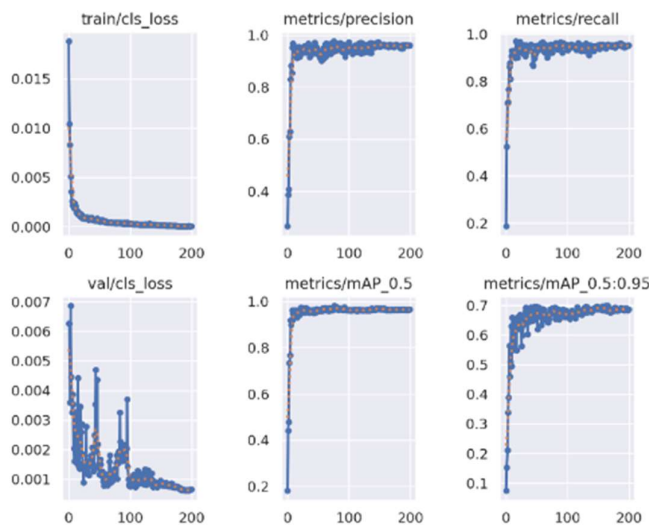 train/cls_loss
metrics/precision
metrics/recall
0.015
0.010
0.005
0.000
0 100 200
1.0
0.8
0.6
0.4
0 100 200
1.0
0.8
0.6
0.4
0.2
0 100 200
val/cls_loss
metrics/mAP_0.5
metrics/mAP_0.5:0.95
0.007
0.006
0.005
0.004
0.003
0.002
0.001
0 100 200
1.0
0.8
0.6
0.4
0.2
0 100 200
0.7
0.6
0.5
0.4
0.3
0.2
0.1
0 100 200